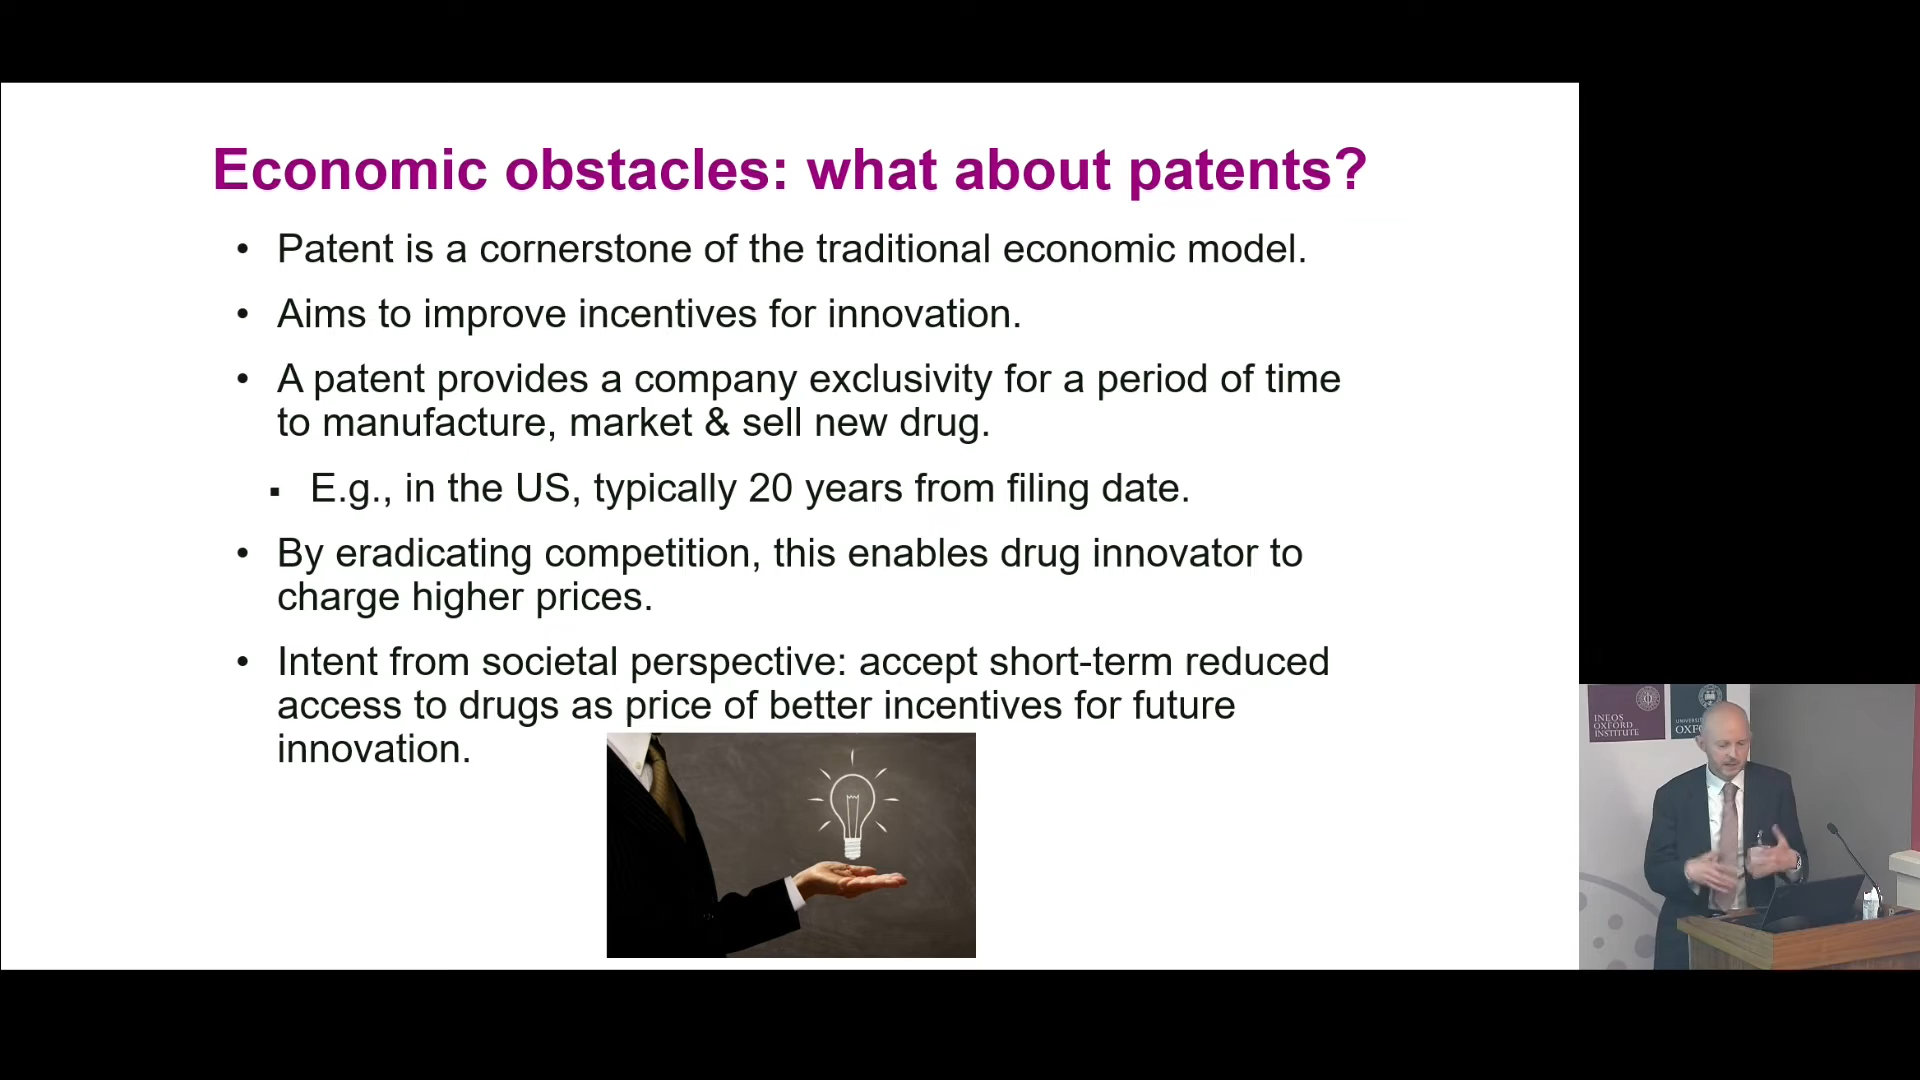 Economic obstacles: what about patents?
• Patent is a cornerstone of the traditional economic model.
• Aims to improve incentives for innovation.
• A patent provides a company exclusivity for a period of time
to manufacture, market & sell new drug.
▪ E.g., in the US, typically 20 years from filing date.
• By eradicating competition, this enables drug innovator to
charge higher prices.
• Intent from societal perspective: accept short-term reduced
access to drugs as price of better incentives for future
innovation.
INEOS
OXFORD
INSTITUTE